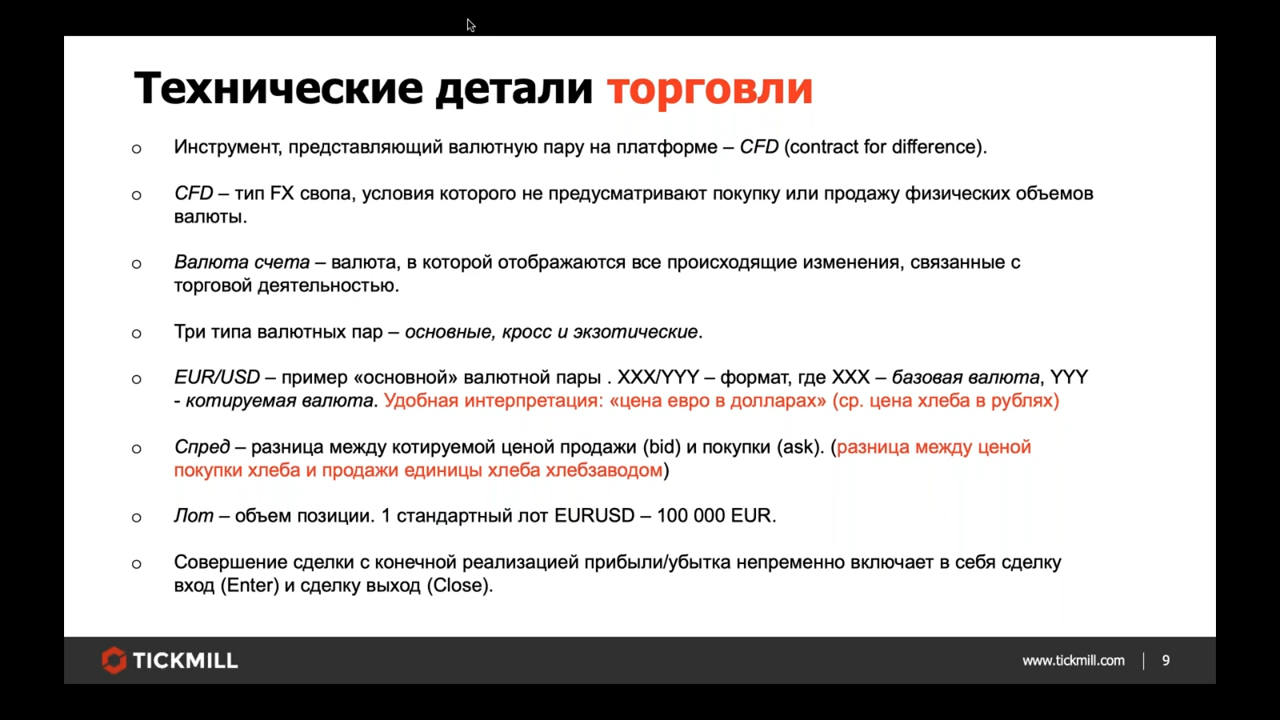 Технические детали торговли
o Инструмент, представляющий валютную пару на платформе – CFD (contract for difference).
o CFD – тип FX свопа, условия которого не предусматривают покупку или продажу физических объемов
валюты.
o Валюта счета – валюта, в которой отображаются все происходящие изменения, связанные с
торговой деятельностью.
o Три типа валютных пар – основные, кросс и экзотические.
o EUR/USD – пример «основной» валютной пары . XXX/YYY – формат, где XXX – базовая валюта, YYY
- котируемая валюта. Удобная интерпретация: «цена евро в долларах» (ср. цена хлеба в рублях)
o Спред – разница между котируемой ценой продажи (bid) и покупки (ask). (разница между ценой
покупки хлеба и продажи единицы хлеба хлебзаводом)
o Лот – объем позиции. 1 стандартный лот EURUSD – 100 000 EUR.
o Совершение сделки с конечной реализацией прибыли/убытка непременно включает в себя сделку
вход (Enter) и сделку выход (Close).
TICKMILL
www.tickmill.com | 9